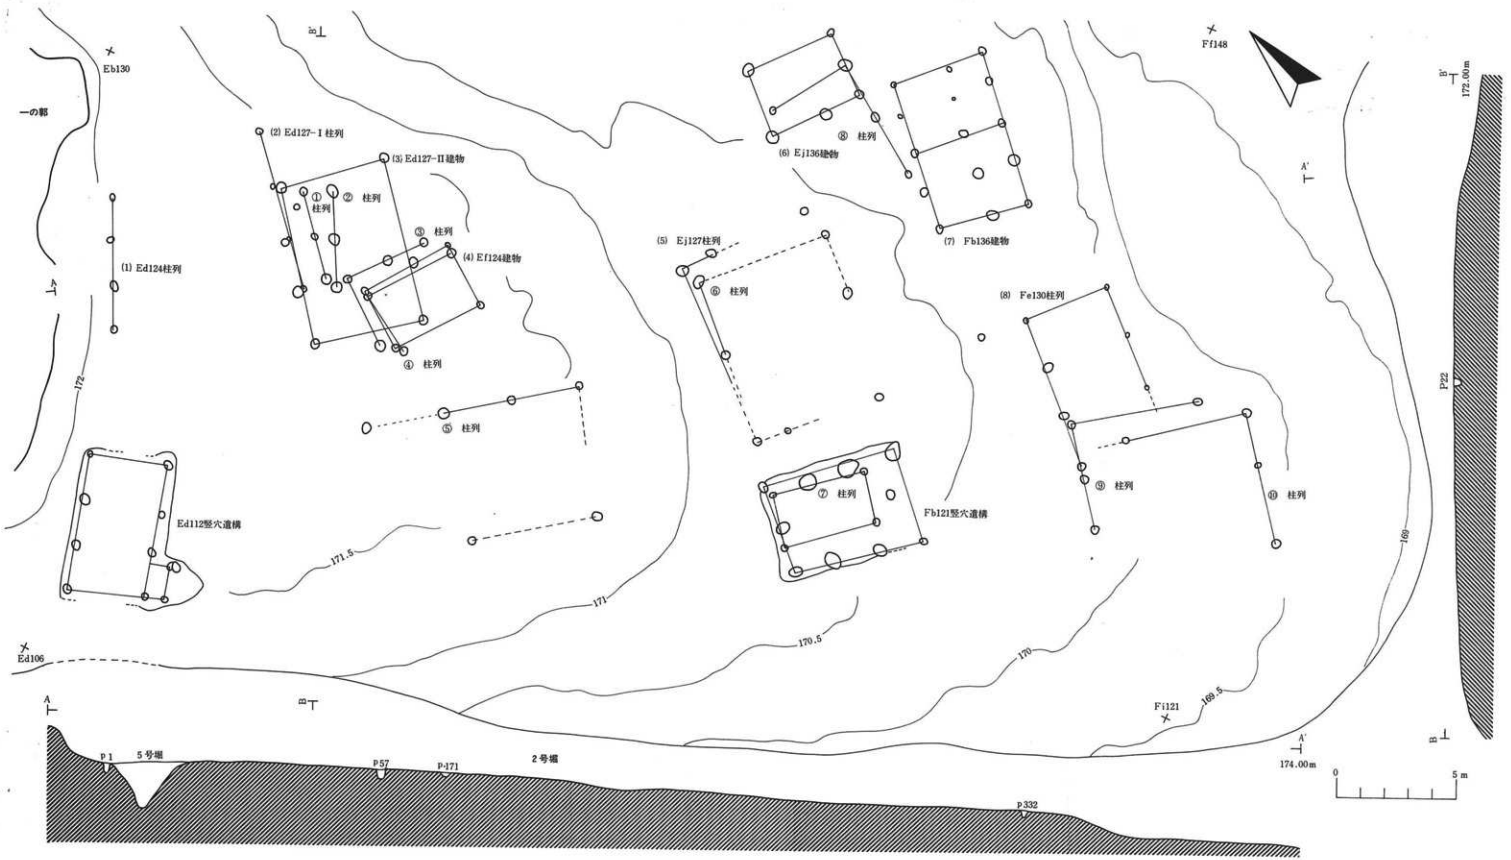 B'
Ff148
Eb130
一の郭
B'
172.00m
(2) Ed127-I 柱列
(3) Ed127-II建物
⑧ 柱列
(6) Ej136建物
A'
① 柱列
② 柱列
③ 柱列
(4) Ef124建物
(5) Ej127柱列
(7) Fb136建物
(1) Ed124柱列
A
⑥ 柱列
(8) Fe130柱列
④ 柱列
172
P22
⑤ 柱列
⑦ 柱列
⑨ 柱列
⑩ 柱列
Ed112竪穴遺構
Fb121竪穴遺構
169
171.5
171
170.5
170
Ed106
169.5
A
B
Fi121
B
A'
174.00m
P1
5号堀
P57
P171
2号堀
0
5 m
P332